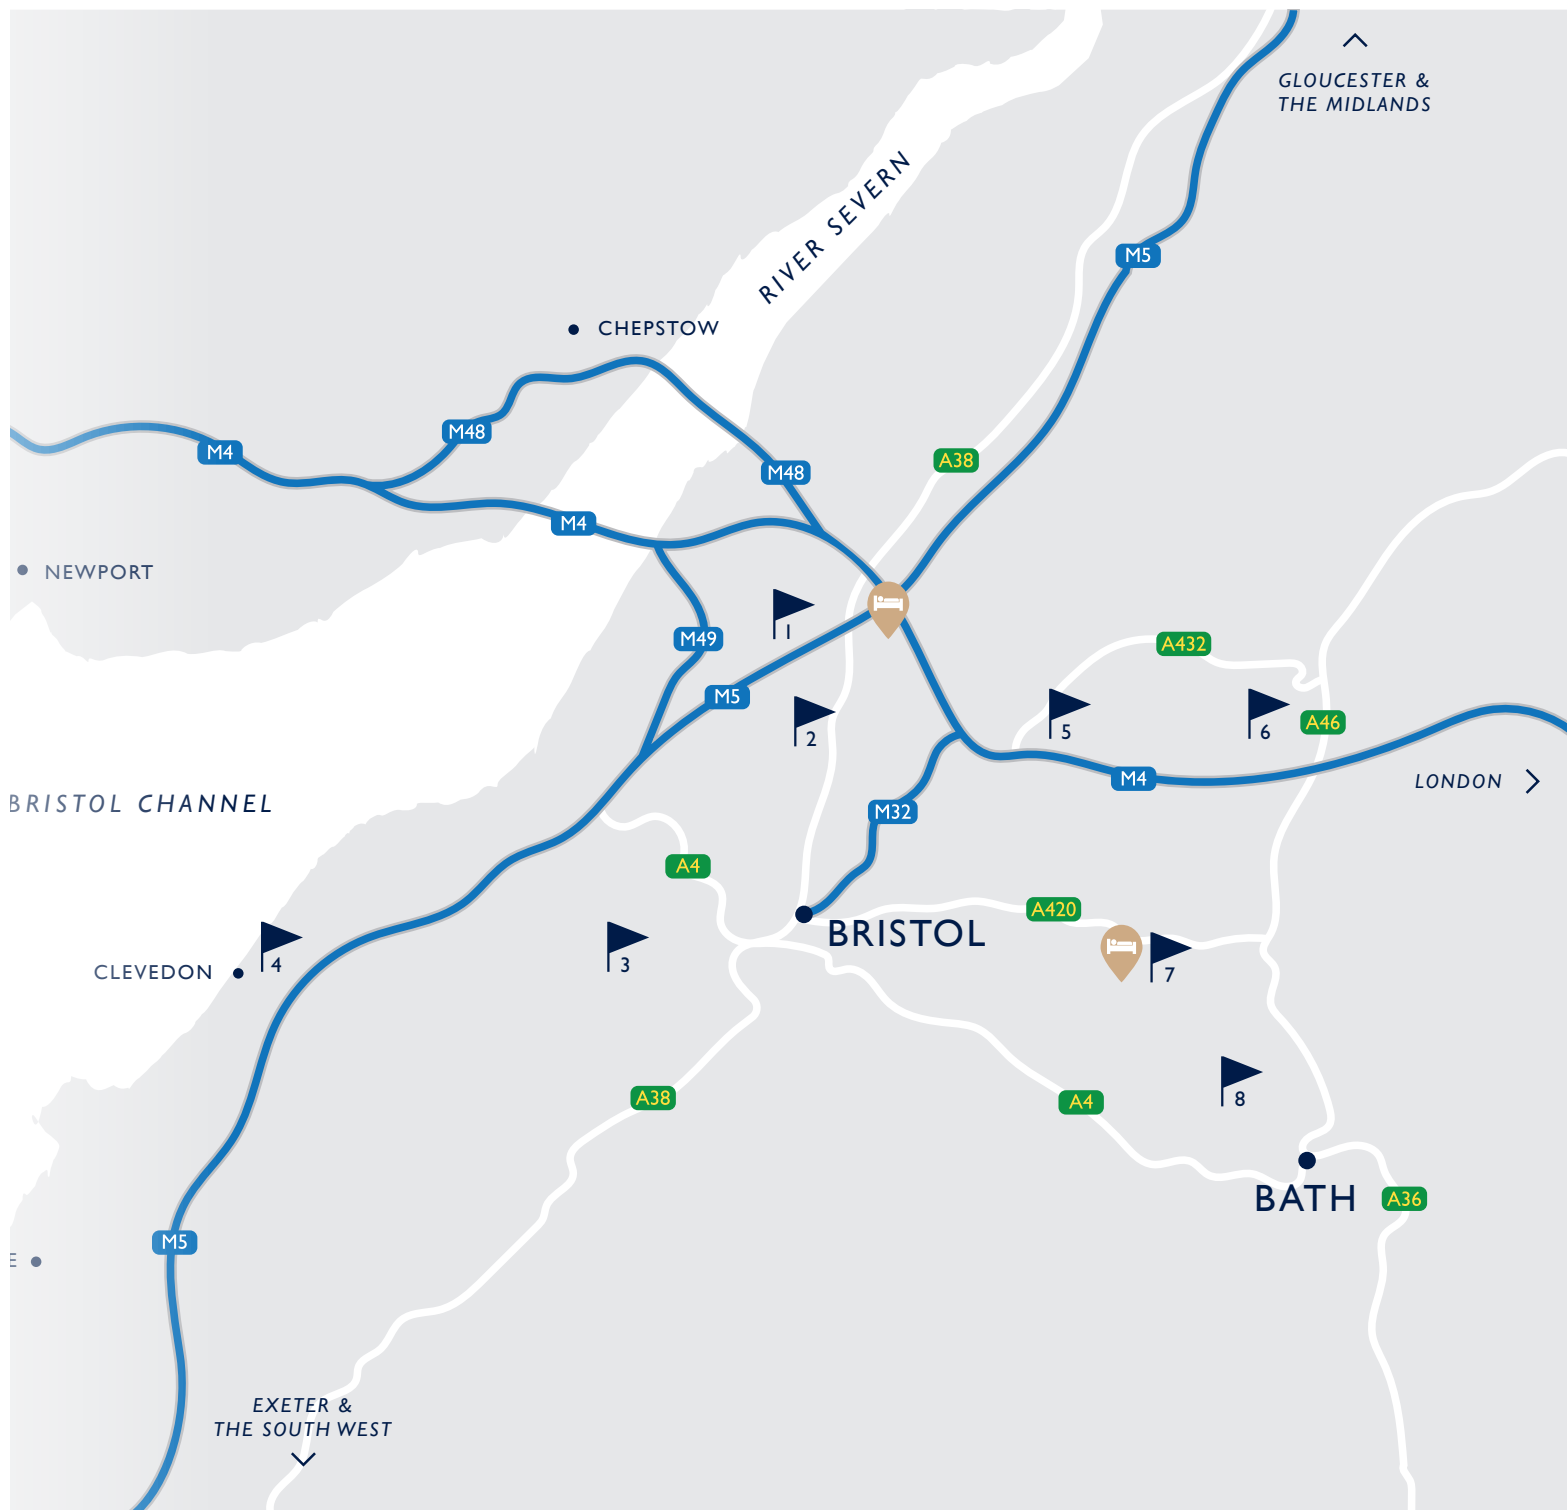 GLOUCESTER &
THE MIDLANDS
RIVER SEVERN
M5
CHEPSTOW
M48
M4
M48
A38
M4
NEWPORT
1
M49
A432
M5
2
5
6
A46
M4
LONDON
BRISTOL CHANNEL
M32
A4
A420
BRISTOL
4
3
7
CLEVEDON
A38
A4
8
BATH
A36
M5
E
EXETER &
THE SOUTH WEST